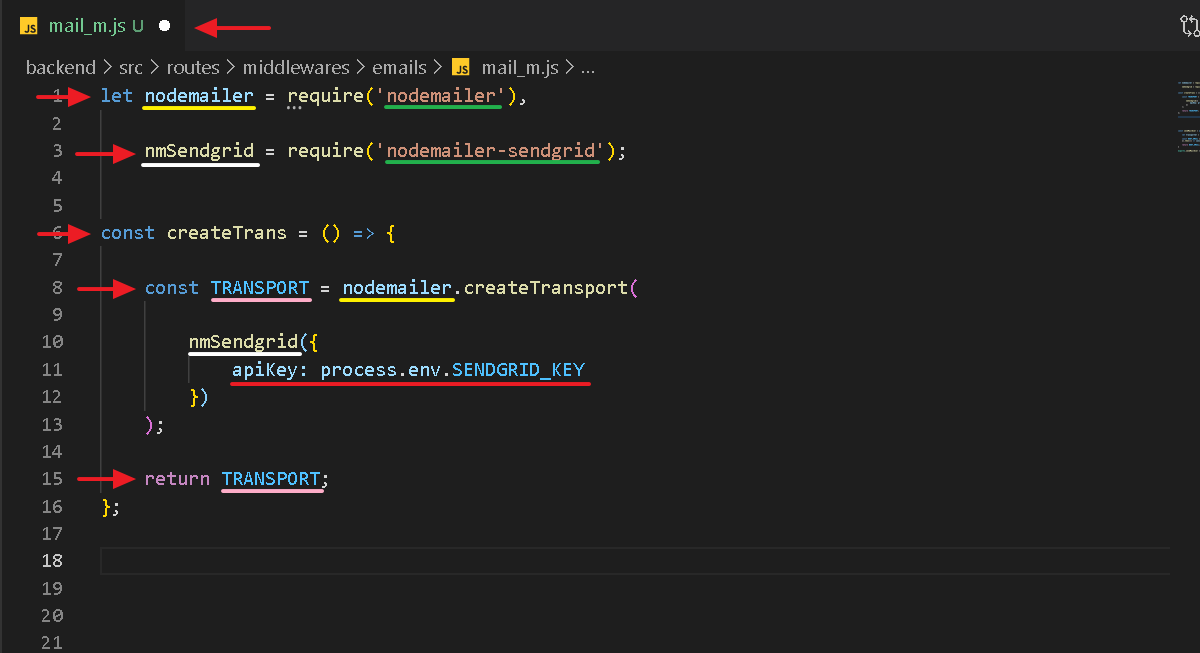 JS mail_m.js U
backend > src > routes > middlewares > emails > JS mail_m.js > ...
1 let nodemailer = require('nodemailer'),
2
3 nmSendgrid = require('nodemailer-sendgrid');
4
5
6 const createTrans = () => {
7
8 const TRANSPORT = nodemailer.createTransport(
9
10 nmSendgrid({
11 apiKey: process.env.SENDGRID_KEY
12 })
13 );
14
15 return TRANSPORT;
16 };
17
18
19
20
21